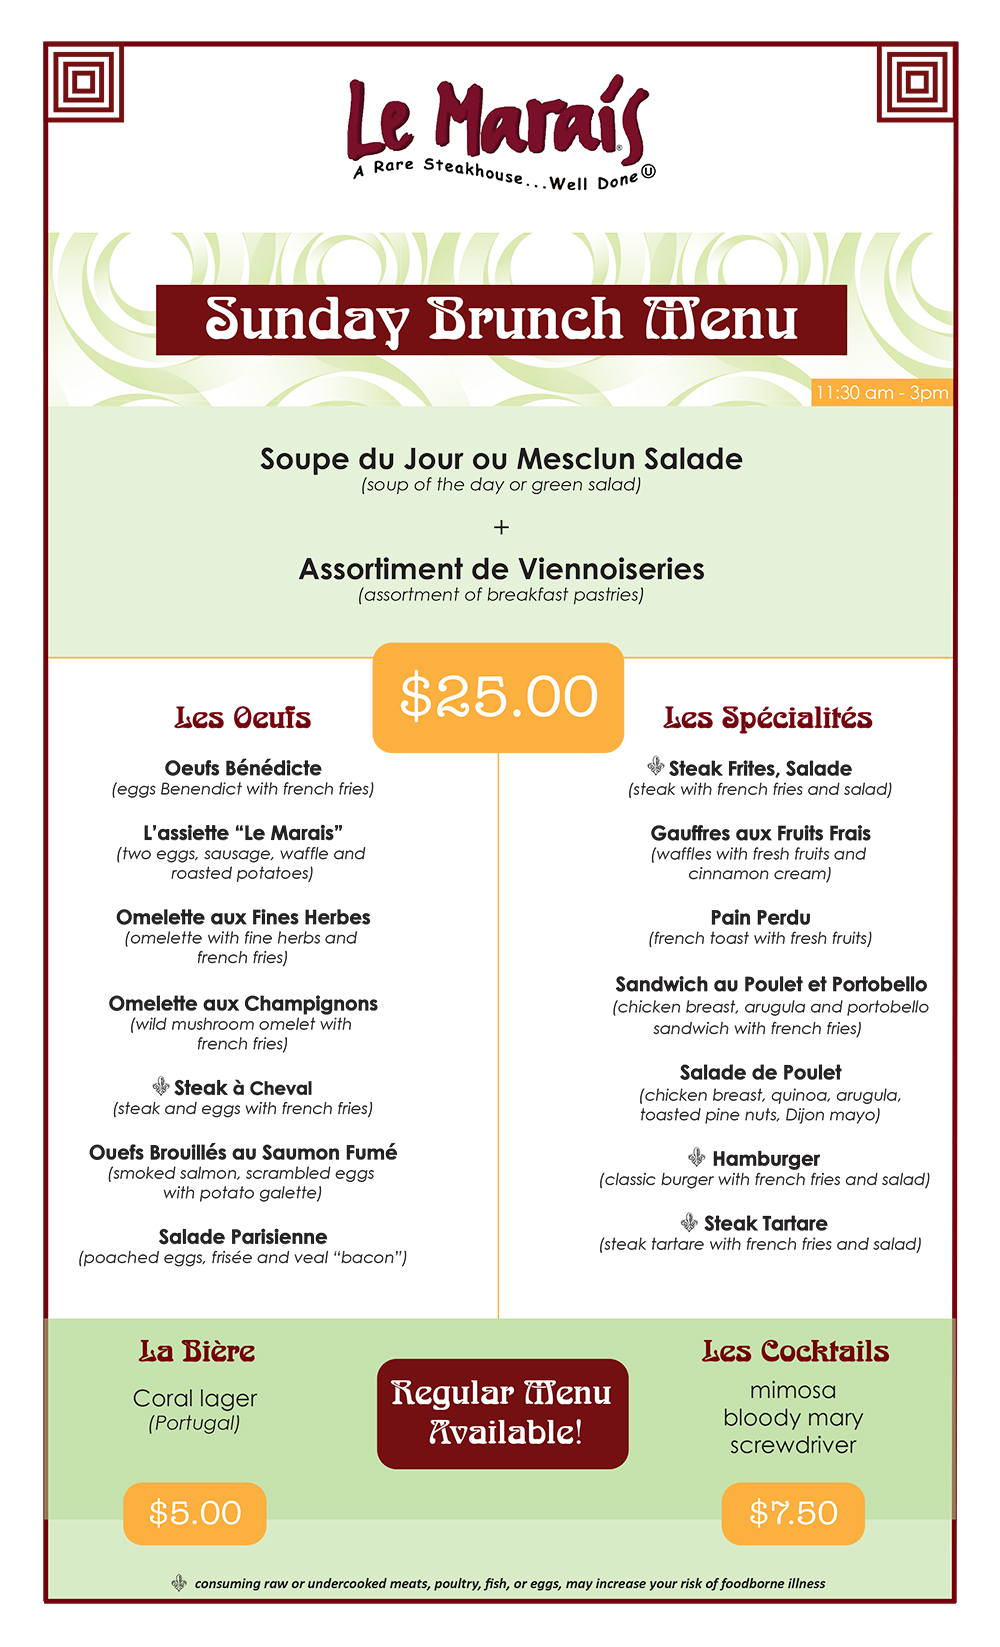 Le Marais®
A Rare Steakhouse...Well Done Ⓤ
Sunday Brunch Menu
11:30 am - 3pm
Soupe du Jour ou Mesclun Salade
(soup of the day or green salad)
+
Assortiment de Viennoiseries
(assortment of breakfast pastries)
$25.00
Les Oeufs
Oeufs Bénédicte
(eggs Benendict with french fries)
L’assiette “Le Marais”
(two eggs, sausage, waffle and
roasted potatoes)
Omelette aux Fines Herbes
(omelette with fine herbs and
french fries)
Omelette aux Champignons
(wild mushroom omelet with
french fries)
Steak à Cheval
(steak and eggs with french fries)
Ouefs Brouillés au Saumon Fumé
(smoked salmon, scrambled eggs
with potato galette)
Salade Parisienne
(poached eggs, frisée and veal “bacon”)
Les Spécialités
Steak Frites, Salade
(steak with french fries and salad)
Gauffres aux Fruits Frais
(waffles with fresh fruits and
cinnamon cream)
Pain Perdu
(french toast with fresh fruits)
Sandwich au Poulet et Portobello
(chicken breast, arugula and portobello
sandwich with french fries)
Salade de Poulet
(chicken breast, quinoa, arugula,
toasted pine nuts, Dijon mayo)
Hamburger
(classic burger with french fries and salad)
Steak Tartare
(steak tartare with french fries and salad)
La Bière
Coral lager
(Portugal)
$5.00
Regular Menu
Available!
Les Cocktails
mimosa
bloody mary
screwdriver
$7.50
consuming raw or undercooked meats, poultry, fish, or eggs, may increase your risk of foodborne illness